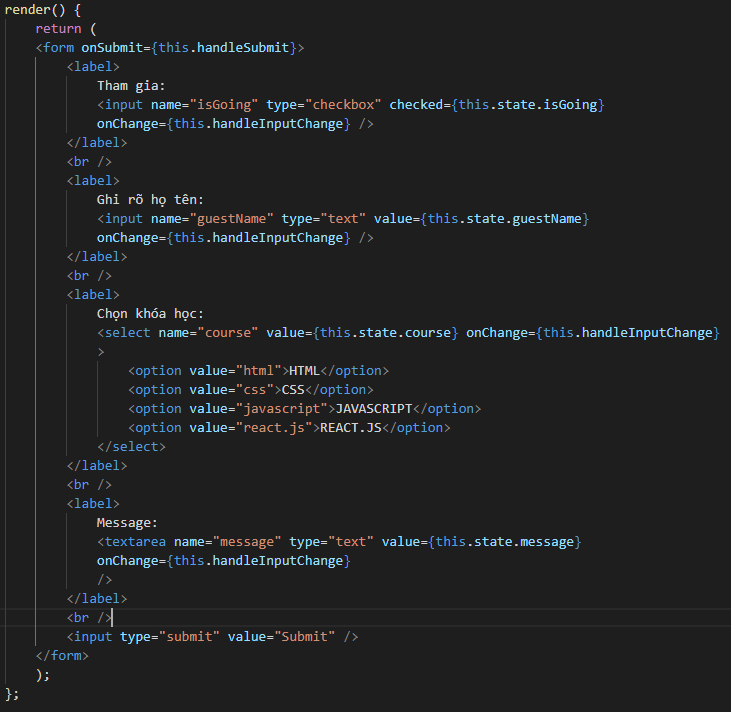 render() {
return (
<form onSubmit={this.handleSubmit}>
<label>
Tham gia:
<input name="isGoing" type="checkbox" checked={this.state.isGoing}
onChange={this.handleInputChange} />
</label>
<br />
<label>
Ghi rõ họ tên:
<input name="guestName" type="text" value={this.state.guestName}
onChange={this.handleInputChange} />
</label>
<br />
<label>
Chọn khóa học:
<select name="course" value={this.state.course} onChange={this.handleInputChange}
>
<option value="html">HTML</option>
<option value="css">CSS</option>
<option value="javascript">JAVASCRIPT</option>
<option value="react.js">REACT.JS</option>
</select>
</label>
<br />
<label>
Message:
<textarea name="message" type="text" value={this.state.message}
onChange={this.handleInputChange}
/>
</label>
<br />
<input type="submit" value="Submit" />
</form>
);
};